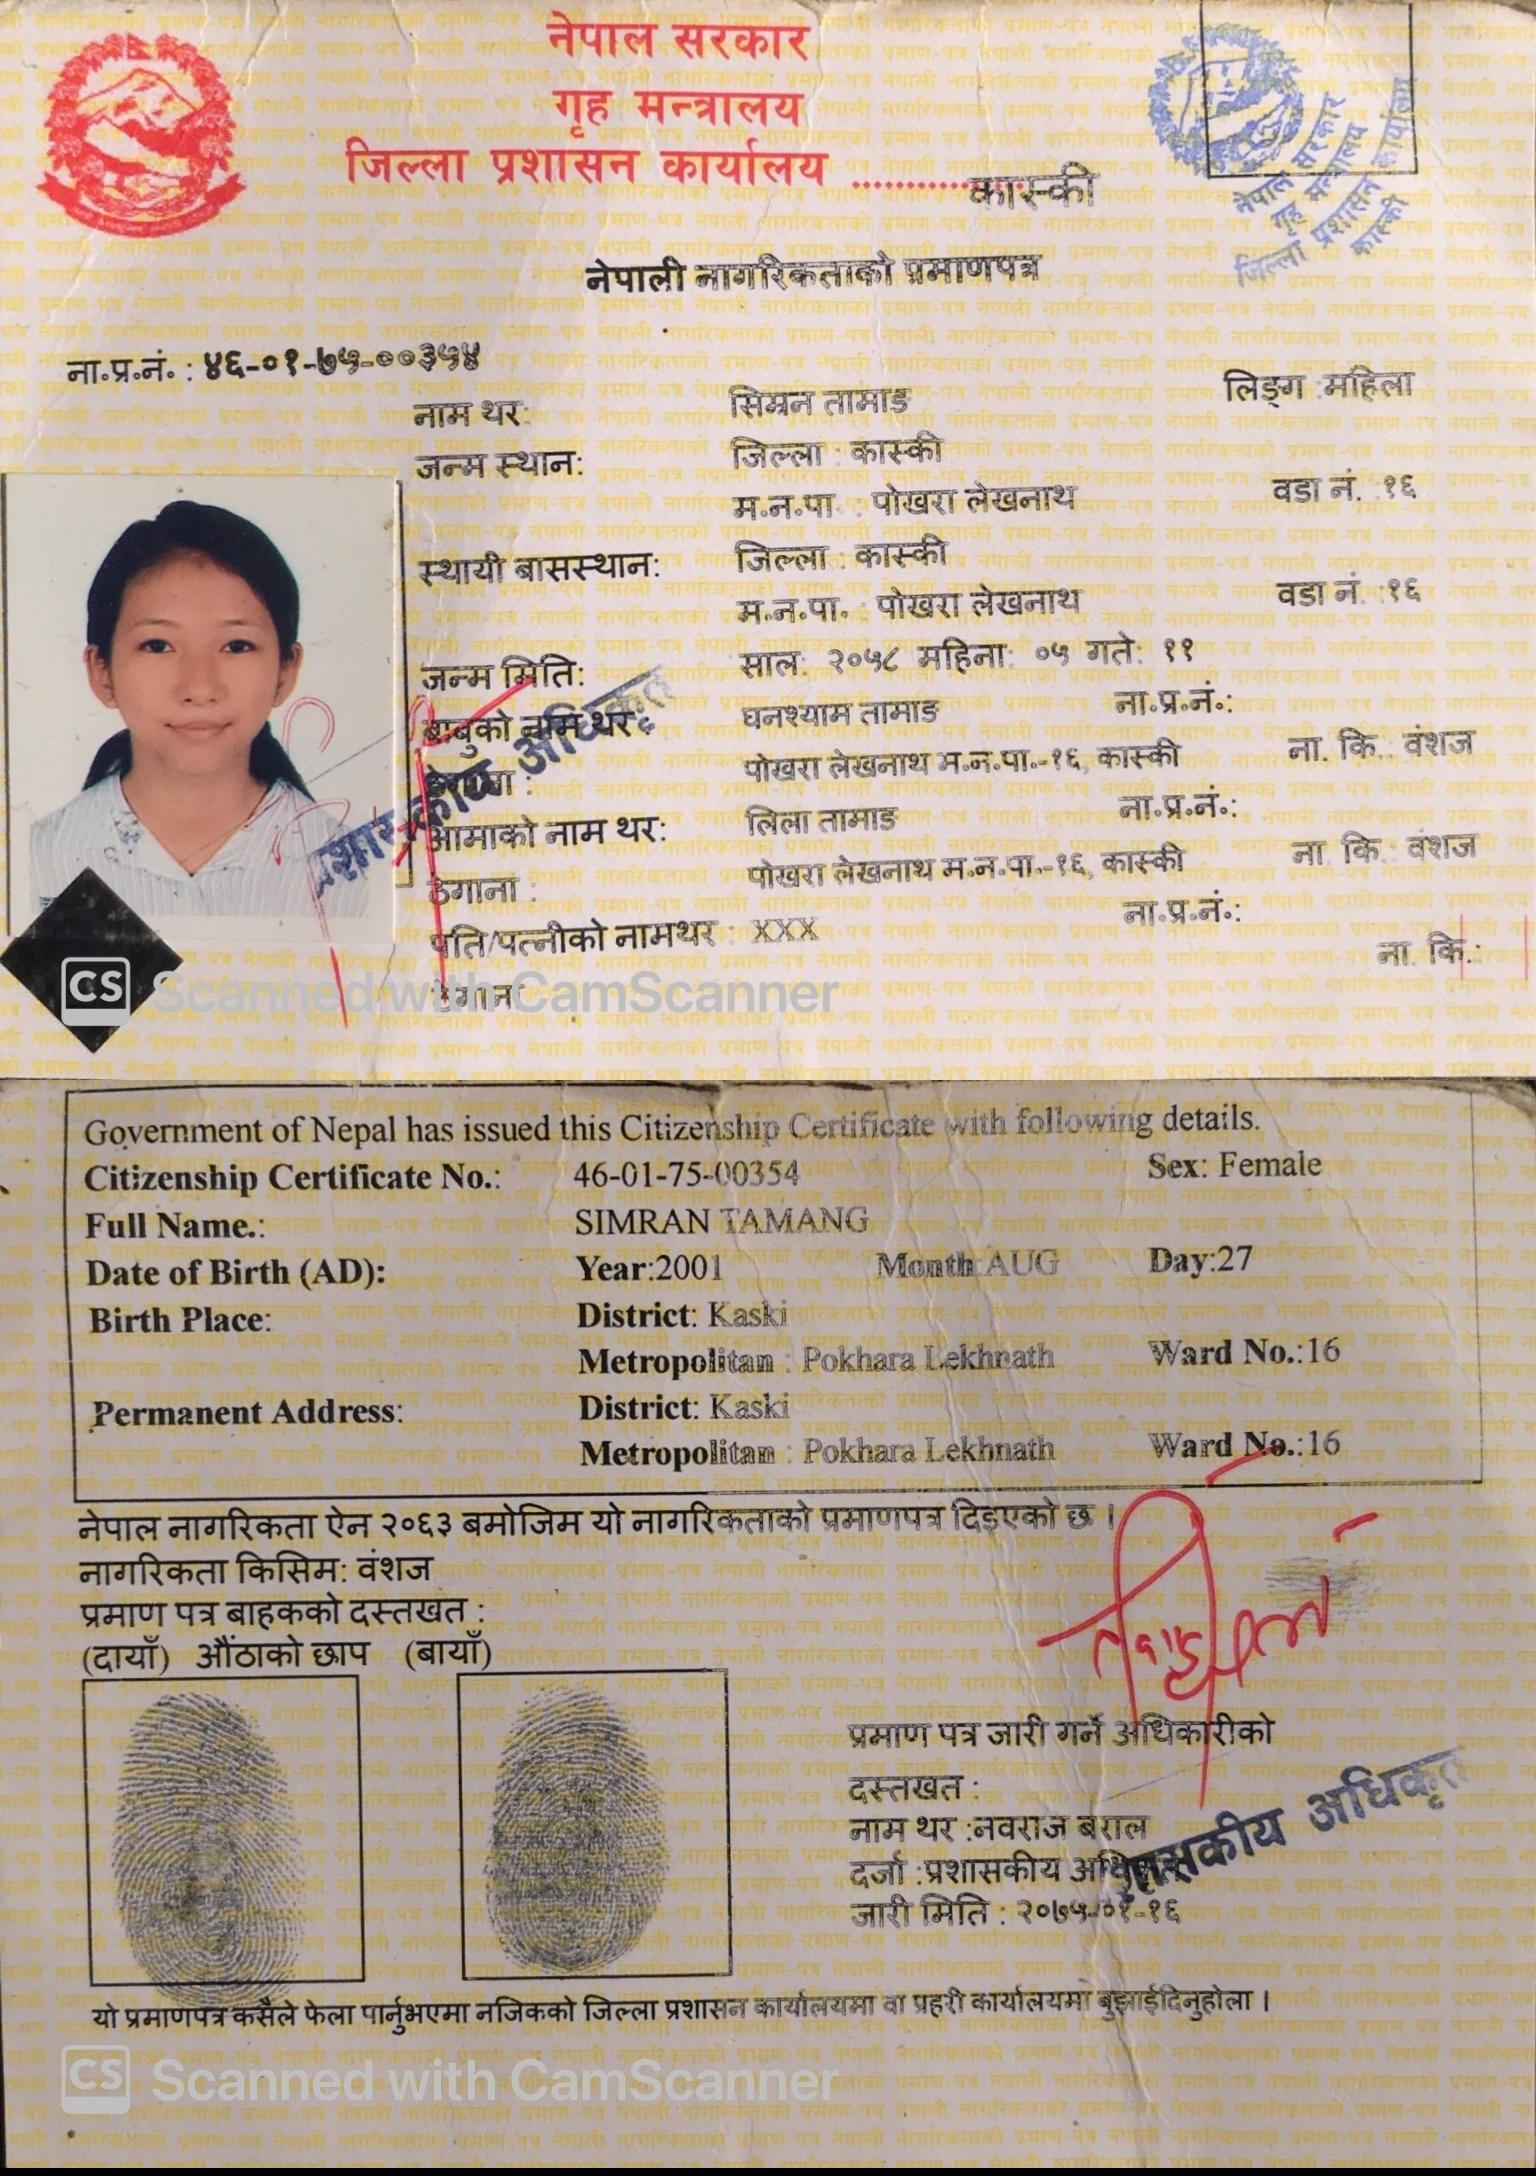 नेपाल सरकार
गृह मन्त्रालय
जिल्ला प्रशासन कार्यालय ............... कास्की
नेपाल सरकार
गृह मन्त्रालय
जिल्ला प्रशासन कार्यालय
कास्की
नेपाली नागरिकताको प्रमाणपत्र
ना.प्र.नं. : ४६-०१-७५-००३५४
नाम थर: सिम्रन तामाङ लिङ्ग :महिला
जन्म स्थान: जिल्ला : कास्की
म.न.पा. : पोखरा लेखनाथ वडा नं. :१६
स्थायी बासस्थान: जिल्ला : कास्की
म.न.पा. : पोखरा लेखनाथ वडा नं. :१६
जन्म मिति: साल: २०५८ महिना: ०५ गते: ११
बाबुको नाम थर: घनश्याम तामाङ ना.प्र.नं.:
ठेगाना : पोखरा लेखनाथ म.न.पा.-१६, कास्की ना. कि.: वंशज
आमाको नाम थर: लिला तामाङ ना.प्र.नं.:
ठेगाना : पोखरा लेखनाथ म.न.पा.-१६, कास्की ना. कि.: वंशज
पति/पत्नीको नामथर : XXX ना.प्र.नं.:
ठेगाना ना. कि.:
प्रशासकीय अधिकृत
CS Scanned with CamScanner
Government of Nepal has issued this Citizenship Certificate with following details.
Citizenship Certificate No.: 46-01-75-00354 Sex: Female
Full Name.: SIMRAN TAMANG
Date of Birth (AD): Year:2001 Month:AUG Day:27
Birth Place: District: Kaski
Metropolitan : Pokhara Lekhnath Ward No.:16
Permanent Address: District: Kaski
Metropolitan : Pokhara Lekhnath Ward No.:16
नेपाल नागरिकता ऐन २०६३ बमोजिम यो नागरिकताको प्रमाणपत्र दिइएको छ ।
नागरिकता किसिम: वंशज
प्रमाण पत्र बाहकको दस्तखत :
(दायाँ) औंठाको छाप (बायाँ)
प्रमाण पत्र जारी गर्ने अधिकारीको
दस्तखत :
नाम थर :नवराज बराल
दर्जा :प्रशासकीय अधिकृत
जारी मिति : २०७५-०१-१६
प्रशासकीय अधिकृत
यो प्रमाणपत्र कसैले फेला पार्नुभएमा नजिकको जिल्ला प्रशासन कार्यालयमा वा प्रहरी कार्यालयमा बुझाईदिनुहोला ।
CS Scanned with CamScanner